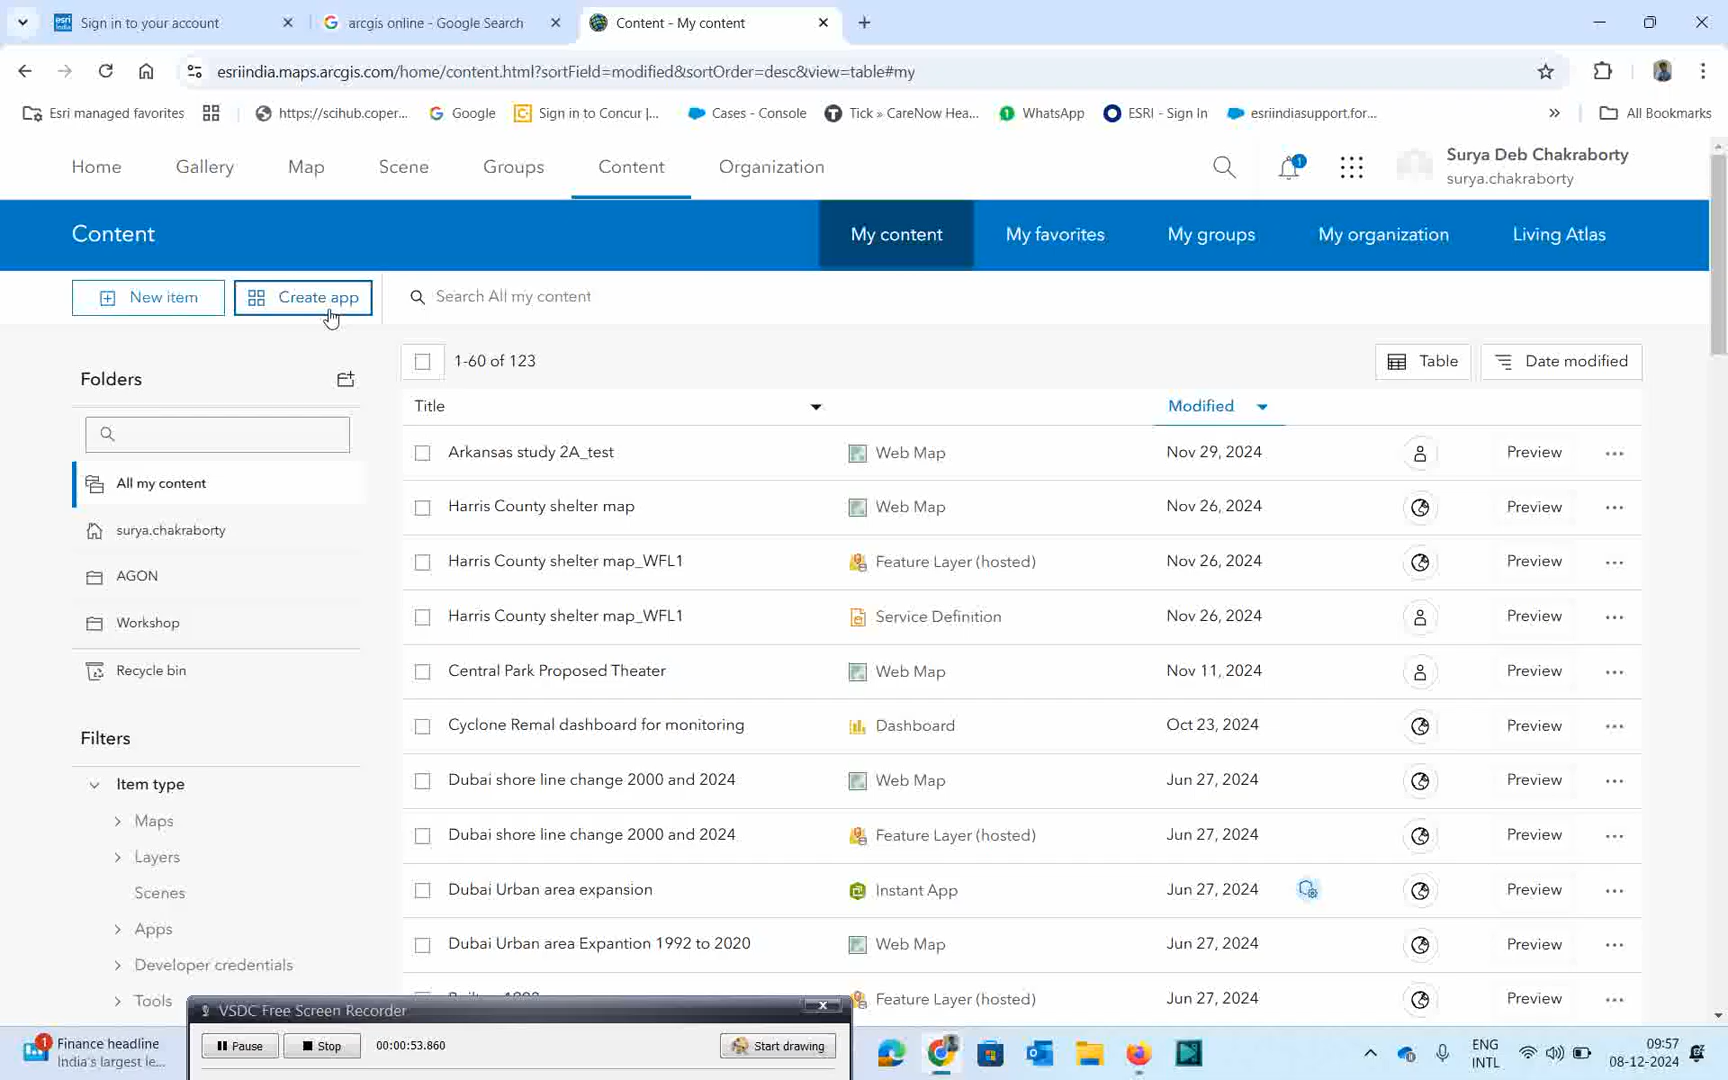 Sign in to your account
arcgis online - Google Search
Content - My content
esriindia.maps.arcgis.com/home/content.html?sortField=modified&sortOrder=desc&view=table#my
Esri managed favorites
https://scihub.coper...
Google
Sign in to Concur |...
Cases - Console
Tick » CareNow Hea...
WhatsApp
ESRI - Sign In
esriindiasupport.for...
»
All Bookmarks
Home
Gallery
Map
Scene
Groups
Content
Organization
1
Surya Deb Chakraborty
surya.chakraborty
Content
My content
My favorites
My groups
My organization
Living Atlas
New item
Create app
Search All my content
Folders
1-60 of 123
Table
Date modified
Title
Modified
All my content
surya.chakraborty
AGON
Workshop
Recycle bin
Filters
Item type
Maps
Layers
Scenes
Apps
Developer credentials
Tools
Arkansas study 2A_test Web Map Nov 29, 2024 Preview ...
Harris County shelter map Web Map Nov 26, 2024 Preview ...
Harris County shelter map_WFL1 Feature Layer (hosted) Nov 26, 2024 Preview ...
Harris County shelter map_WFL1 Service Definition Nov 26, 2024 Preview ...
Central Park Proposed Theater Web Map Nov 11, 2024 Preview ...
Cyclone Remal dashboard for monitoring Dashboard Oct 23, 2024 Preview ...
Dubai shore line change 2000 and 2024 Web Map Jun 27, 2024 Preview ...
Dubai shore line change 2000 and 2024 Feature Layer (hosted) Jun 27, 2024 Preview ...
Dubai Urban area expansion Instant App Jun 27, 2024 Preview ...
Dubai Urban area Expantion 1992 to 2020 Web Map Jun 27, 2024 Preview ...
Feature Layer (hosted) Jun 27, 2024 Preview ...
VSDC Free Screen Recorder
Pause
Stop
00:00:53.860
Start drawing
1
Finance headline
India's largest le...
ENG
INTL
09:57
08-12-2024